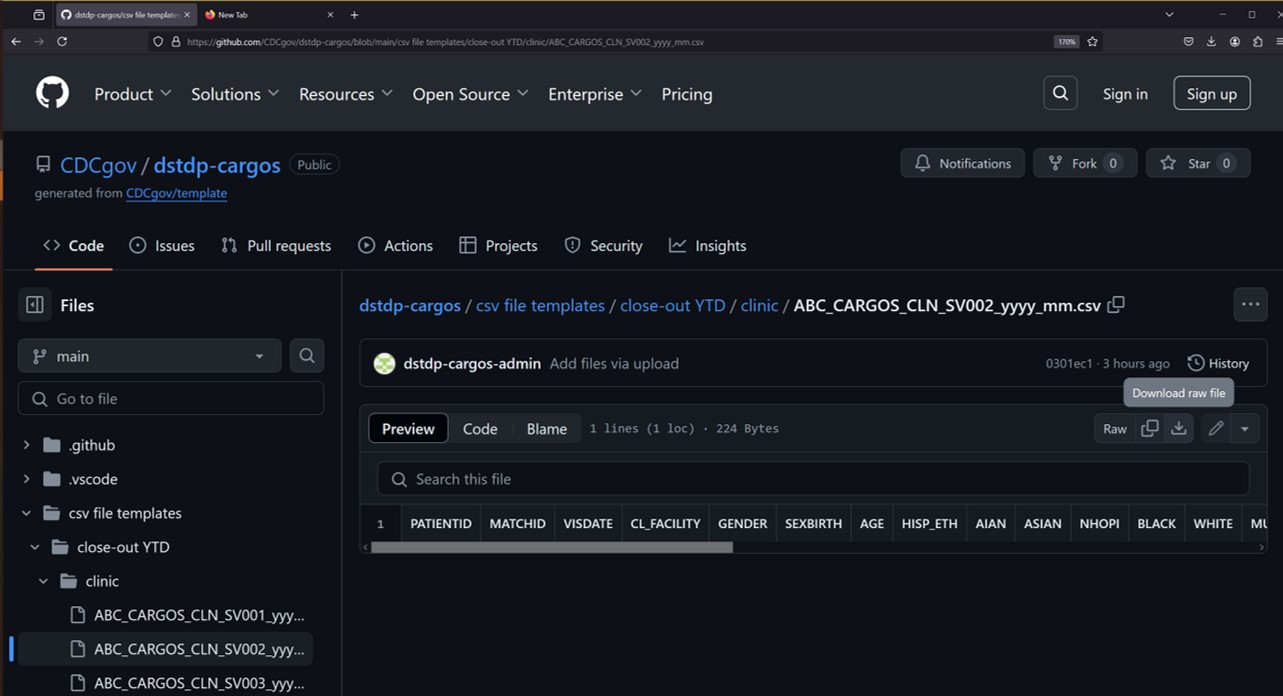 dstdp-cargos/csv file templates
New Tab
https://github.com/CDCgov/dstdp-cargos/blob/main/csv file templates/close-out YTD/clinic/ABC_CARGOS_CLN_SV002_yyyy_mm.csv
170%
Product
Solutions
Resources
Open Source
Enterprise
Pricing
Sign in
Sign up
CDCgov / dstdp-cargos
Public
Notifications
Fork 0
Star 0
generated from CDCgov/template
Code
Issues
Pull requests
Actions
Projects
Security
Insights
Files
main
Go to file
.github
.vscode
csv file templates
close-out YTD
clinic
ABC_CARGOS_CLN_SV001_yyy...
ABC_CARGOS_CLN_SV002_yyy...
ABC_CARGOS_CLN_SV003_yyy...
dstdp-cargos / csv file templates / close-out YTD / clinic / ABC_CARGOS_CLN_SV002_yyyy_mm.csv
dstdp-cargos-admin Add files via upload
0301ec1 · 3 hours ago
History
Download raw file
Preview
Code
Blame
1 lines (1 loc) · 224 Bytes
Raw
Search this file
1 PATIENTID MATCHID VISDATE CL_FACILITY GENDER SEXBIRTH AGE HISP_ETH AIAN ASIAN NHOPI BLACK WHITE MU